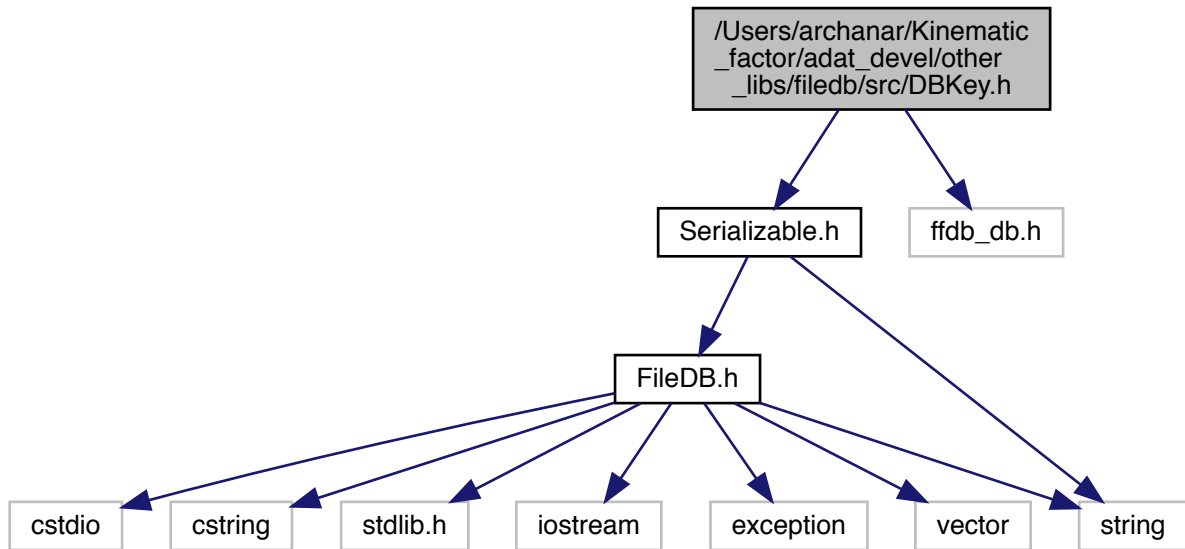 /Users/archanar/Kinematic
_factor/adat_devel/other
_libs/filedb/src/DBKey.h
Serializable.h
ffdb_db.h
FileDB.h
cstdio
cstring
stdlib.h
iostream
exception
vector
string